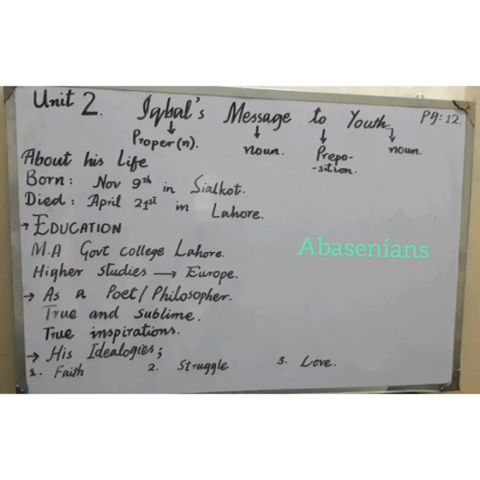 Unit 2. Iqbal's Message to Youth Pg:12.
Proper(n). noun. Prepo- noun.
-sition.
About his Life
Born: Nov 9th in Sialkot.
Died: April 21st in Lahore.
→ EDUCATION
M.A Govt college Lahore.
Higher studies → Europe.
Abasenians
→ As a Poet/Philosopher.
True and Sublime.
True inspirations.
→ His Idealogies;
1. Faith 2. Struggle 3. Love.